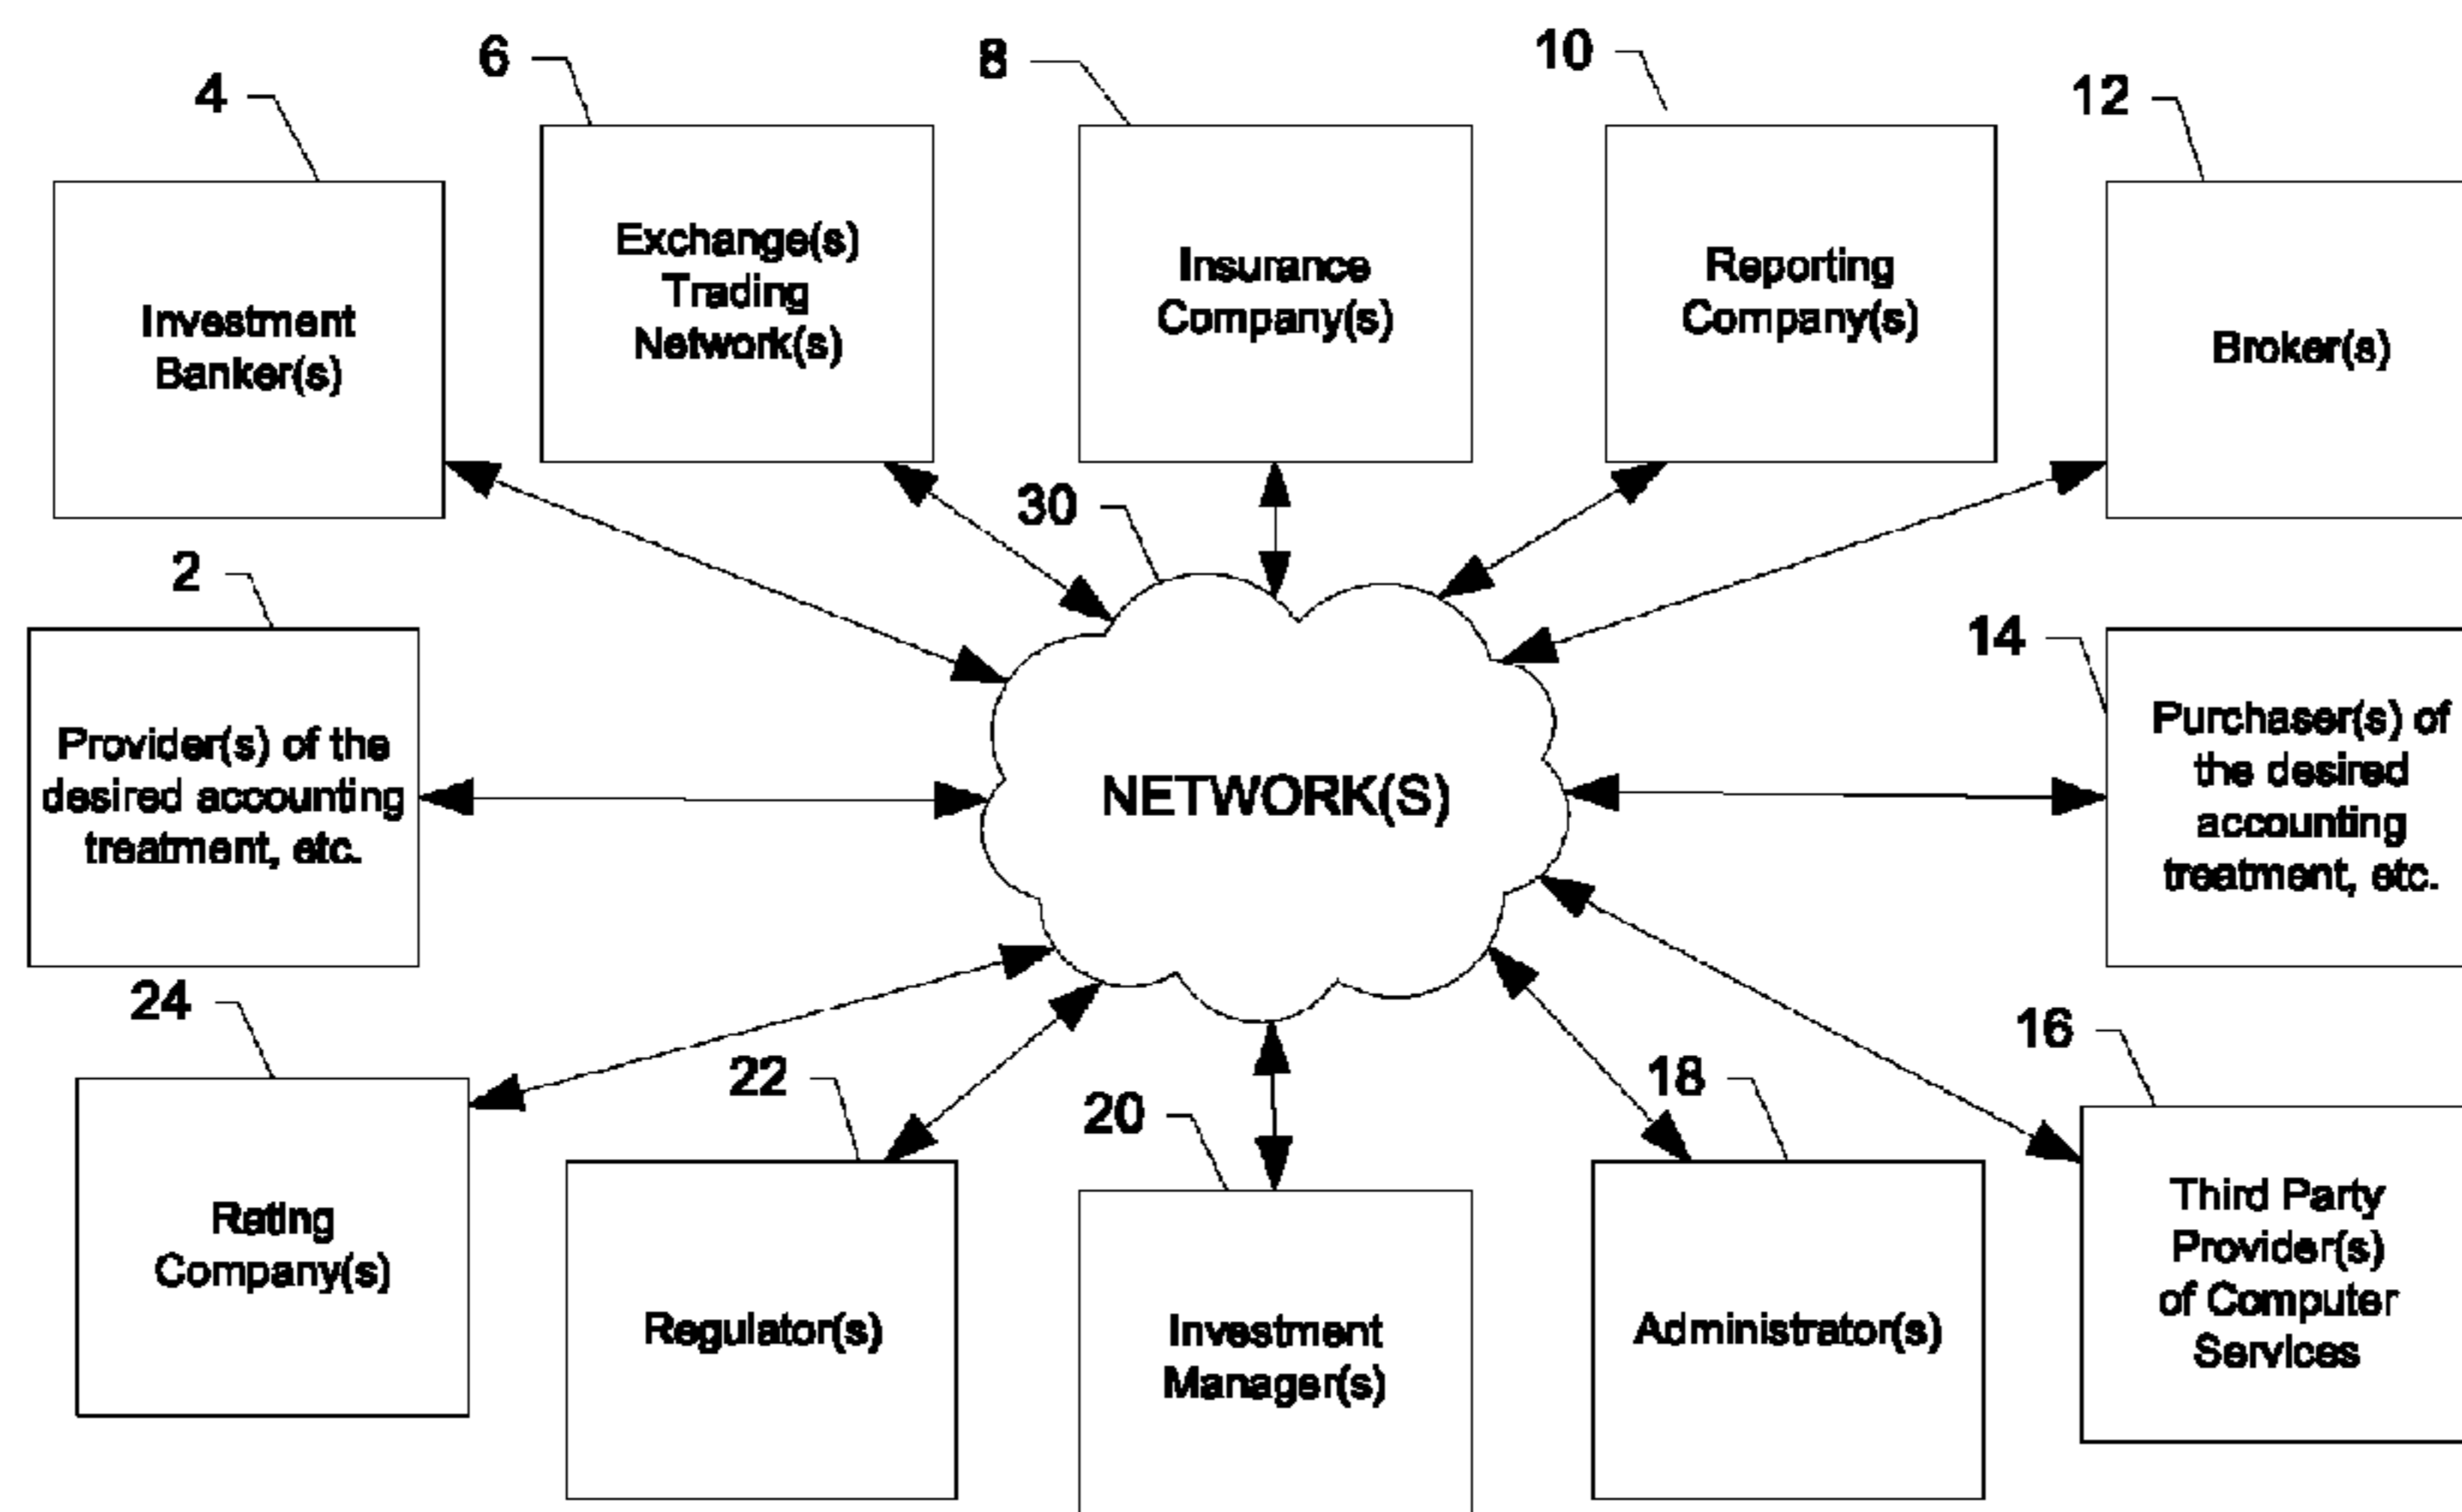 4
6
8
10
12
Investment
Banker(s)
Exchange(s)
Trading
Network(s)
Insurance
Company(s)
Reporting
Company(s)
Broker(s)
30
2
14
Provider(s) of the
desired accounting
treatment, etc.
NETWORK(S)
Purchaser(s) of
the desired
accounting
treatment, etc.
24
22
20
18
16
Rating
Company(s)
Regulator(s)
Investment
Manager(s)
Administrator(s)
Third Party
Provider(s)
of Computer
Services